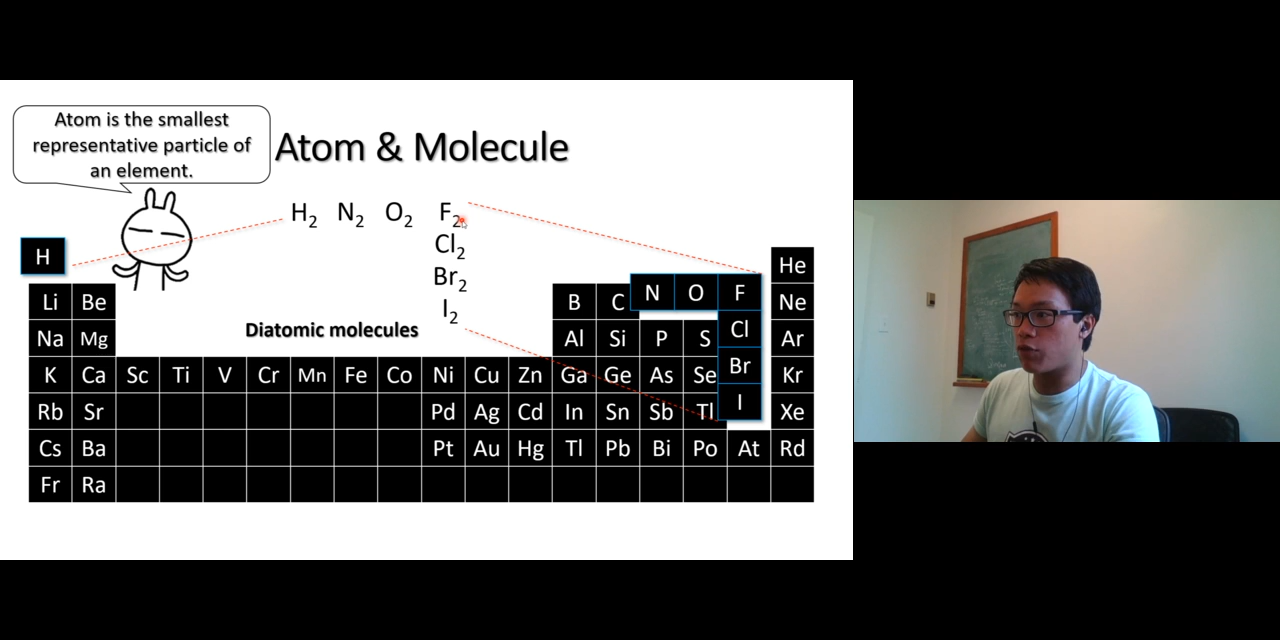 Atom is the smallest
representative particle of
an element.
Atom & Molecule
H₂ N₂ O₂ F₂
Cl₂
Br₂
I₂
Diatomic molecules
H He
Li Be B C N O F Ne
Na Mg Al Si P S Cl Ar
K Ca Sc Ti V Cr Mn Fe Co Ni Cu Zn Ga Ge As Se Br Kr
Rb Sr Pd Ag Cd In Sn Sb Tl I Xe
Cs Ba Pt Au Hg Tl Pb Bi Po At Rd
Fr Ra